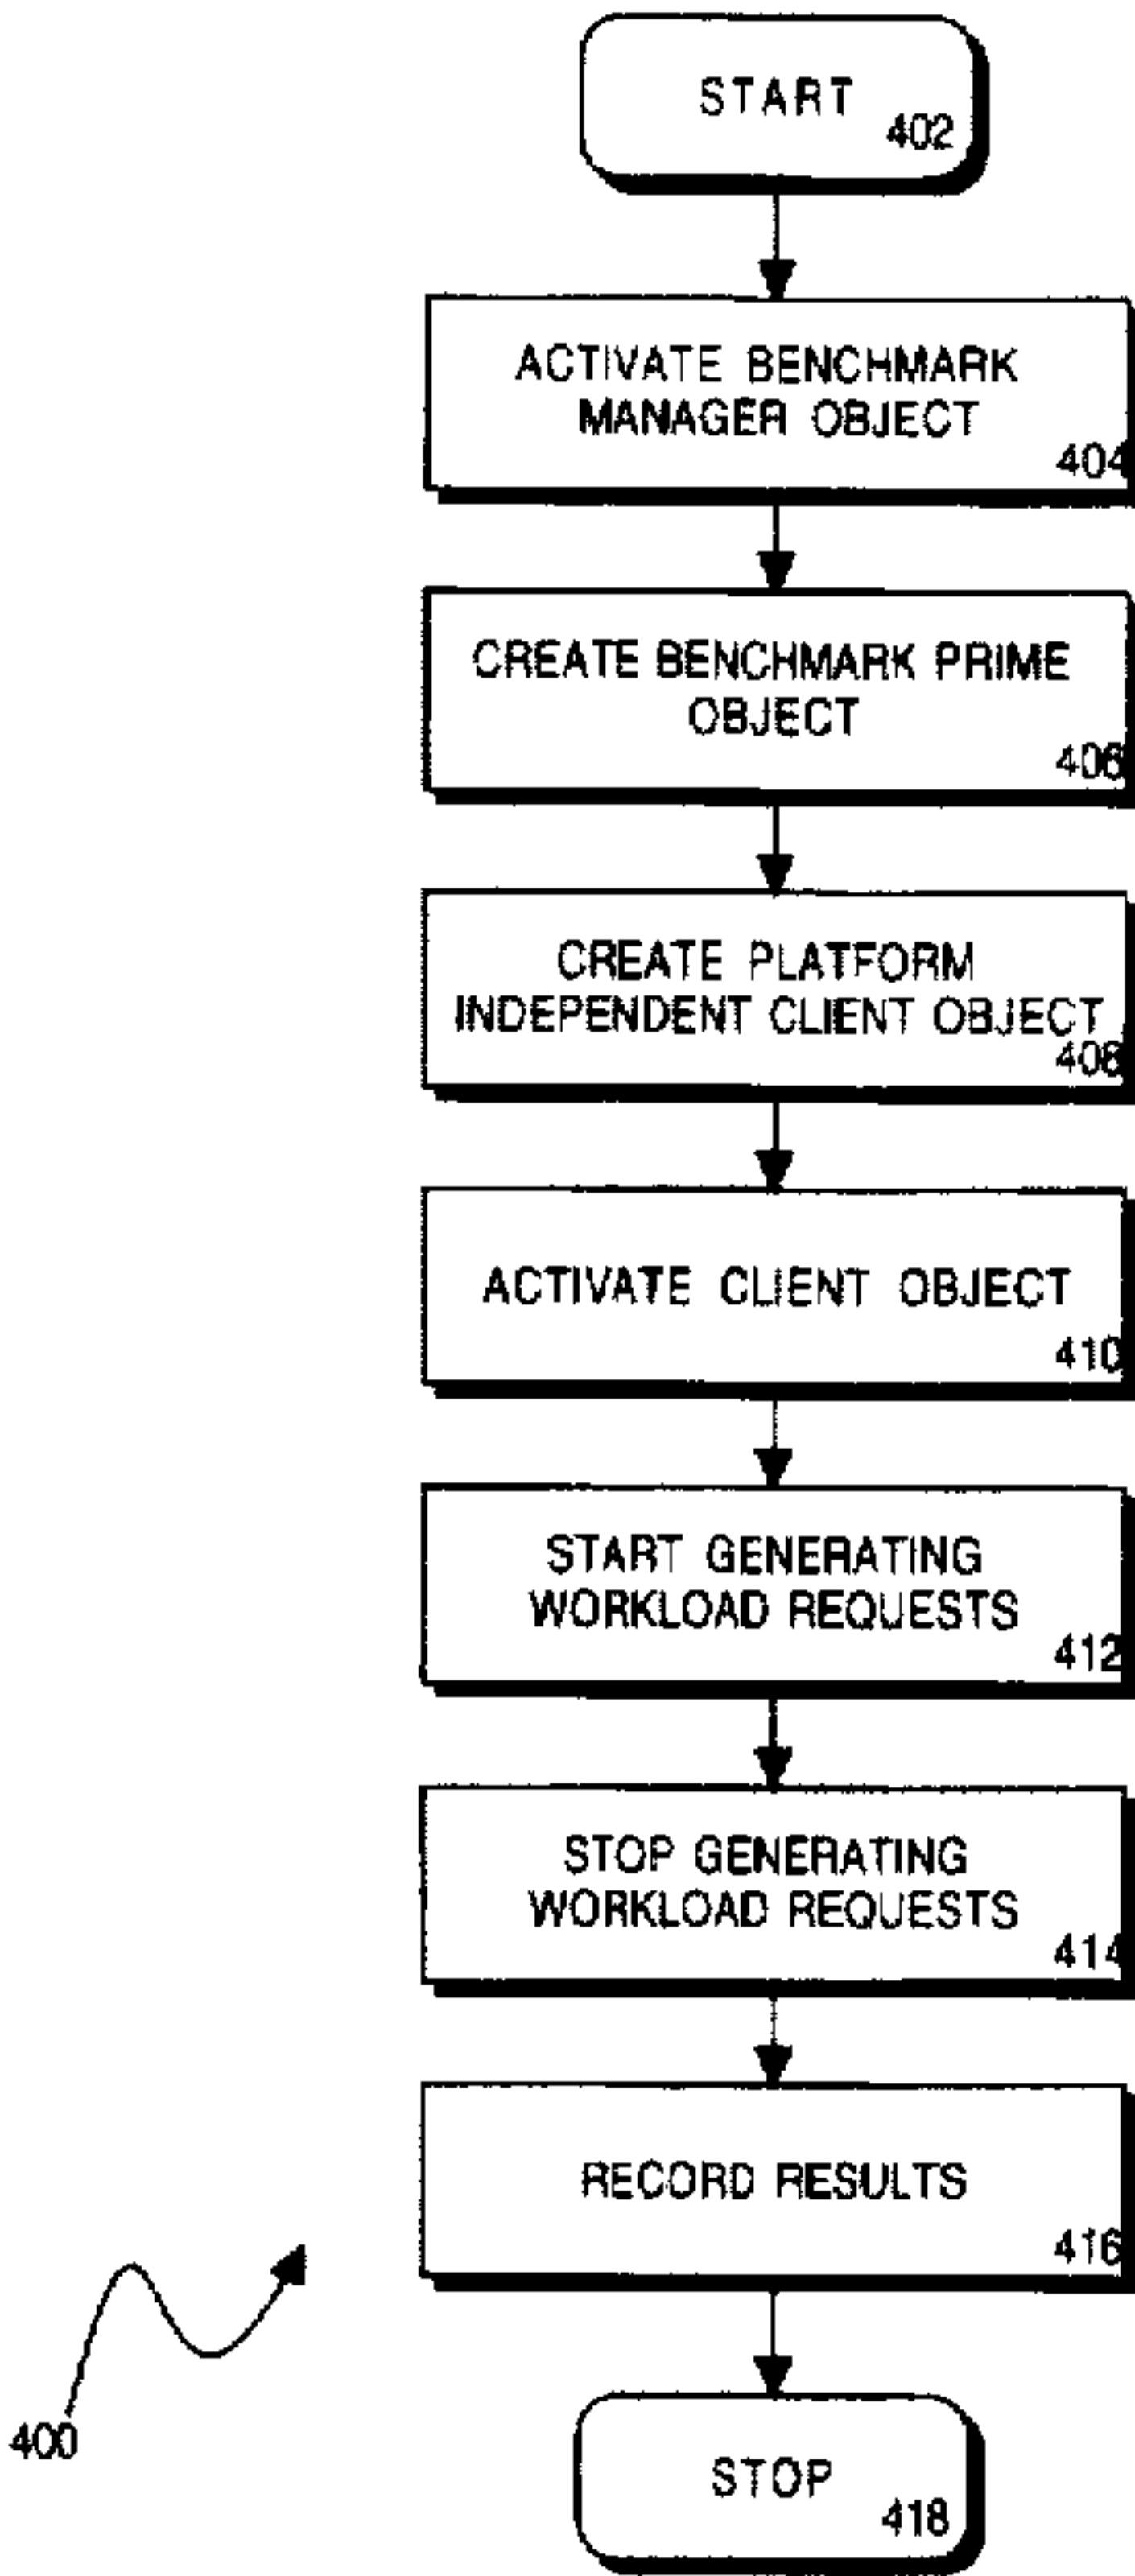 START
402
ACTIVATE BENCHMARK
MANAGER OBJECT
404
CREATE BENCHMARK PRIME
OBJECT
406
CREATE PLATFORM
INDEPENDENT CLIENT OBJECT
408
ACTIVATE CLIENT OBJECT
410
START GENERATING
WORKLOAD REQUESTS
412
STOP GENERATING
WORKLOAD REQUESTS
414
RECORD RESULTS
416
400
STOP
418